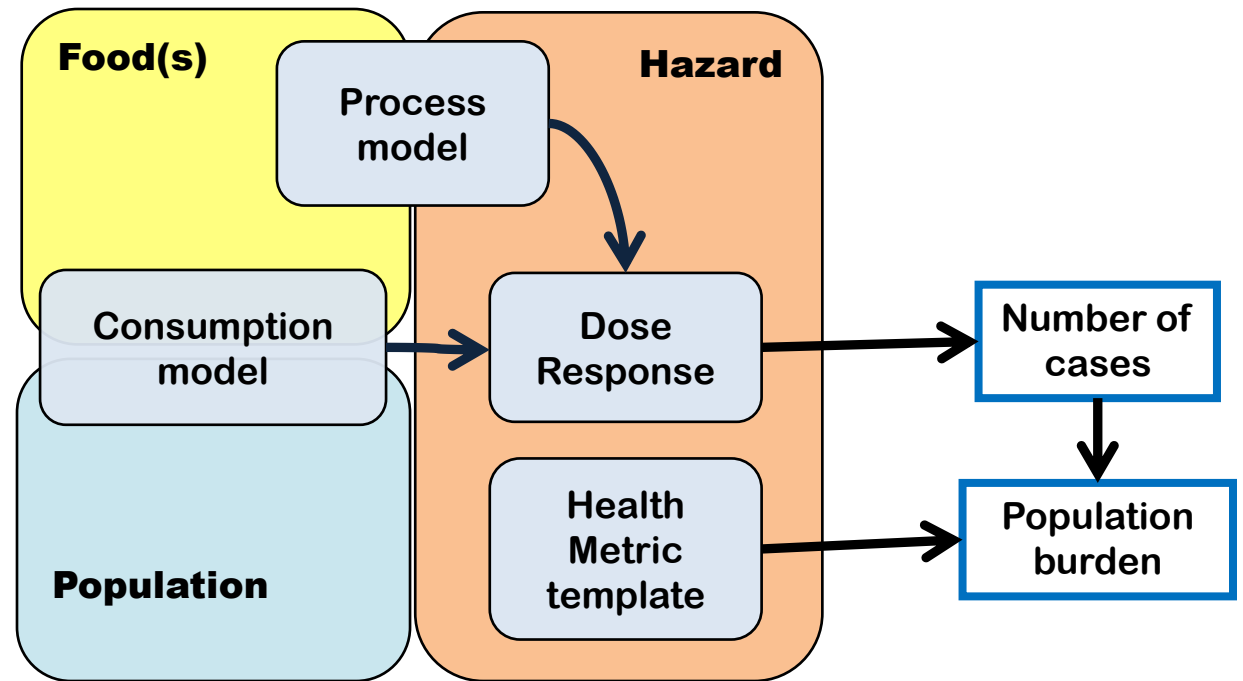 Food(s)
Hazard
Process
model
Consumption
model
Dose
Response
Number of
cases
Health
Metric
template
Population
burden
Population